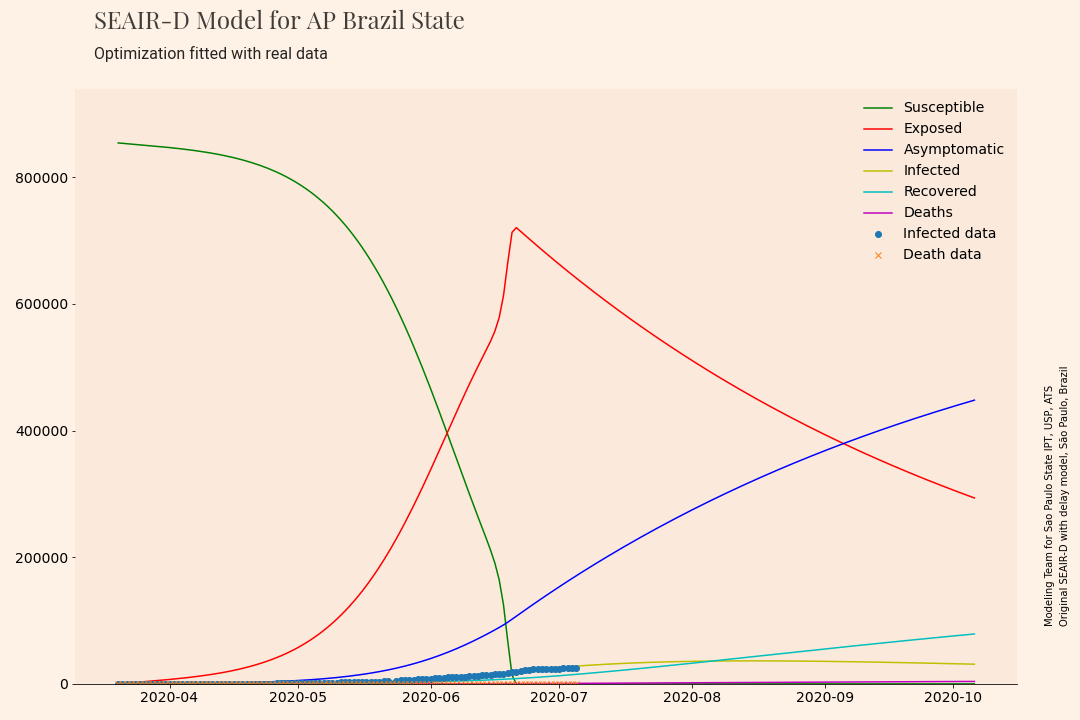 SEAIR-D Model for AP Brazil State
Optimization fitted with real data
Susceptible
Exposed
Asymptomatic
Infected
Recovered
Deaths
Infected data
Death data
800000
600000
400000
200000
0
2020-04
2020-05
2020-06
2020-07
2020-08
2020-09
2020-10
Modeling Team for Sao Paulo State IPT, USP, ATS
Original SEAIR-D with delay model, São Paulo, Brazil